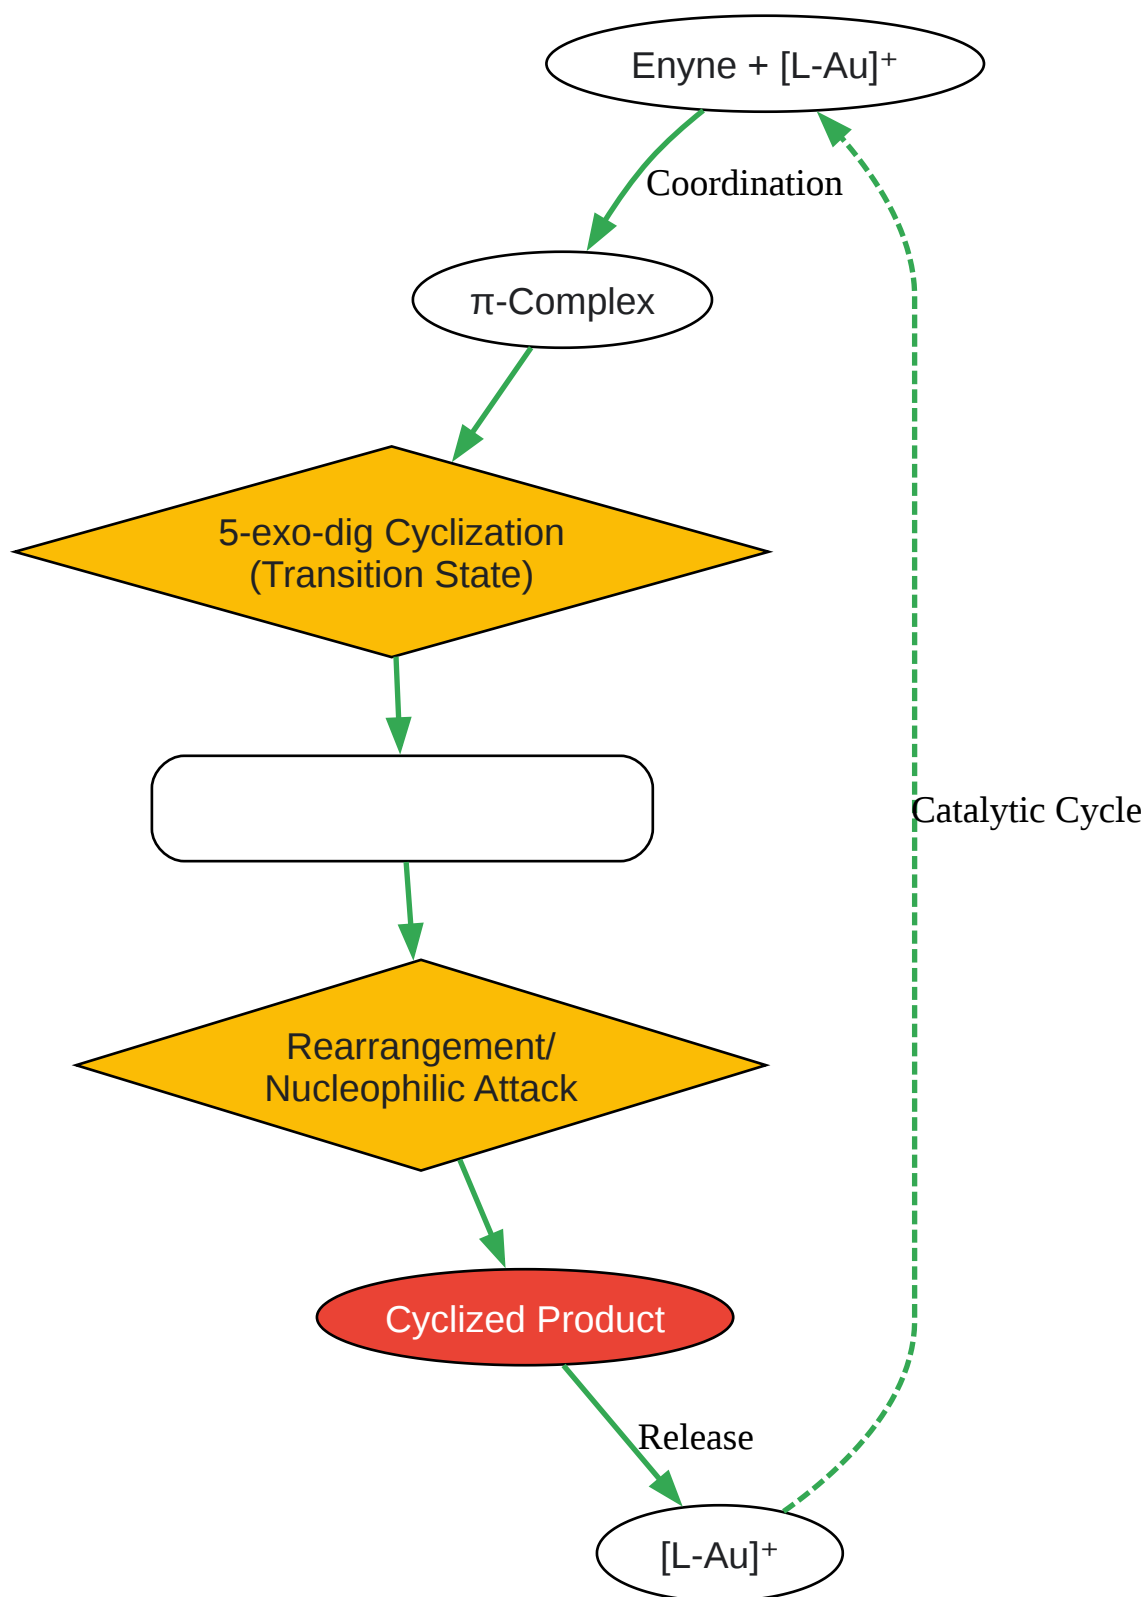 Enyne + [L-Au]⁺
Coordination
π-Complex
5-exo-dig Cyclization
(Transition State)
Catalytic Cycle
Rearrangement/
Nucleophilic Attack
Cyclized Product
Release
[L-Au]⁺